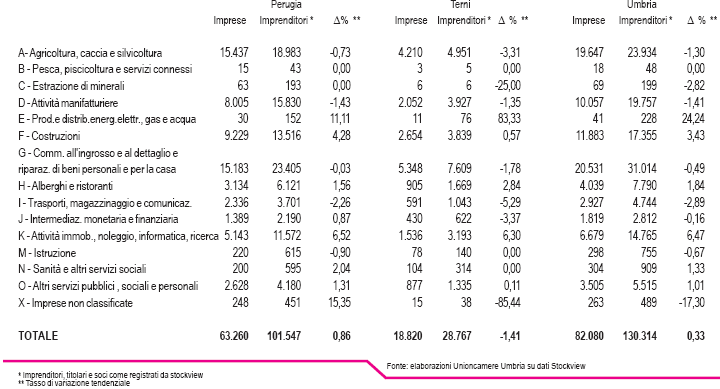 Perugia Terni Umbria
Imprese Imprenditori * Δ% ** Imprese Imprenditori * Δ % ** Imprese Imprenditori * Δ % **
A- Agricoltura, caccia e silvicoltura 15.437 18.983 -0,73 4.210 4.951 -3,31 19.647 23.934 -1,30
B - Pesca, piscicoltura e servizi connessi 15 43 0,00 3 5 0,00 18 48 0,00
C - Estrazione di minerali 63 193 0,00 6 6 -25,00 69 199 -2,82
D - Attività manifatturiere 8.005 15.830 -1,43 2.052 3.927 -1,35 10.057 19.757 -1,41
E - Prod.e distrib.energ.elettr., gas e acqua 30 152 11,11 11 76 83,33 41 228 24,24
F - Costruzioni 9.229 13.516 4,28 2.654 3.839 0,57 11.883 17.355 3,43
G - Comm. all'ingrosso e al dettaglio e
riparaz. di beni personali e per la casa 15.183 23.405 -0,03 5.348 7.609 -1,78 20.531 31.014 -0,49
H - Alberghi e ristoranti 3.134 6.121 1,56 905 1.669 2,84 4.039 7.790 1,84
I - Trasporti, magazzinaggio e comunicaz. 2.336 3.701 -2,26 591 1.043 -5,29 2.927 4.744 -2,89
J - Intermediaz. monetaria e finanziaria 1.389 2.190 0,87 430 622 -3,37 1.819 2.812 -0,16
K - Attività immob., noleggio, informatica, ricerca 5.143 11.572 6,52 1.536 3.193 6,30 6.679 14.765 6,47
M - Istruzione 220 615 -0,90 78 140 0,00 298 755 -0,67
N - Sanità e altri servizi sociali 200 595 2,04 104 314 0,00 304 909 1,33
O - Altri servizi pubblici , sociali e personali 2.628 4.180 1,31 877 1.335 0,11 3.505 5.515 1,01
X - Imprese non classificate 248 451 15,35 15 38 -85,44 263 489 -17,30
TOTALE 63.260 101.547 0,86 18.820 28.767 -1,41 82.080 130.314 0,33
Fonte: elaborazioni Unioncamere Umbria su dati Stockview
* Imprenditori, titolari e soci come registrati da stockview
** Tasso di variazione tendenziale